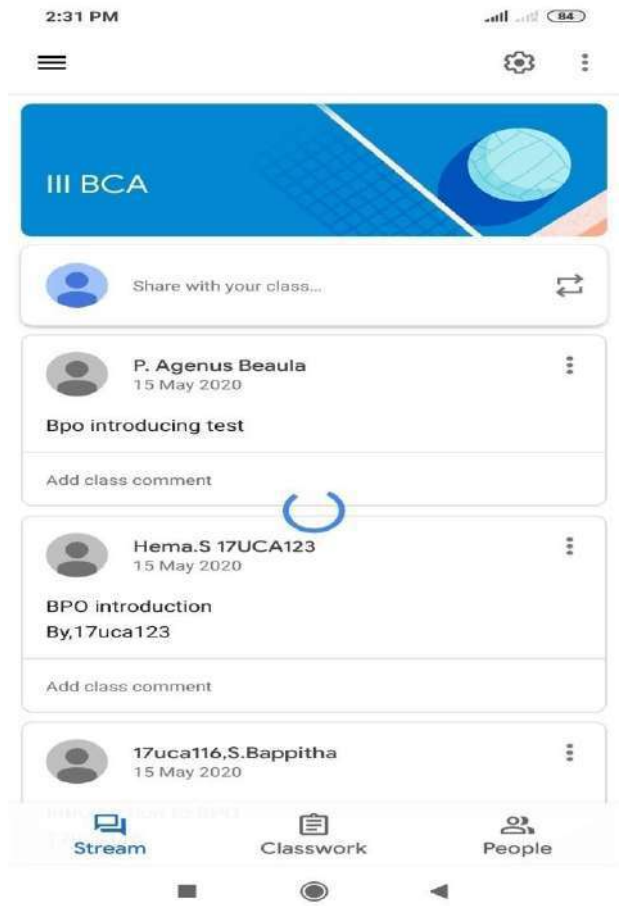 2:31 PM
84
III BCA
Share with your class...
P. Agenus Beaula
15 May 2020
Bpo introducing test
Add class comment
Hema.S 17UCA123
15 May 2020
BPO introduction
By,17uca123
Add class comment
17uca116,S.Bappitha
15 May 2020
Stream
Classwork
People